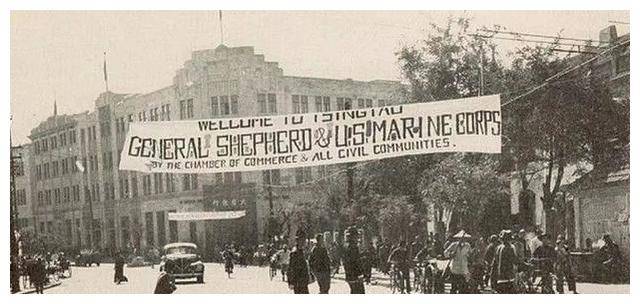 WELCOME TO TSINGTAO
GENERAL SHEPHERD & U.S. MARINE CORPS
BY THE CHAMBER OF COMMERCE & ALL CIVIL COMMUNITIES.